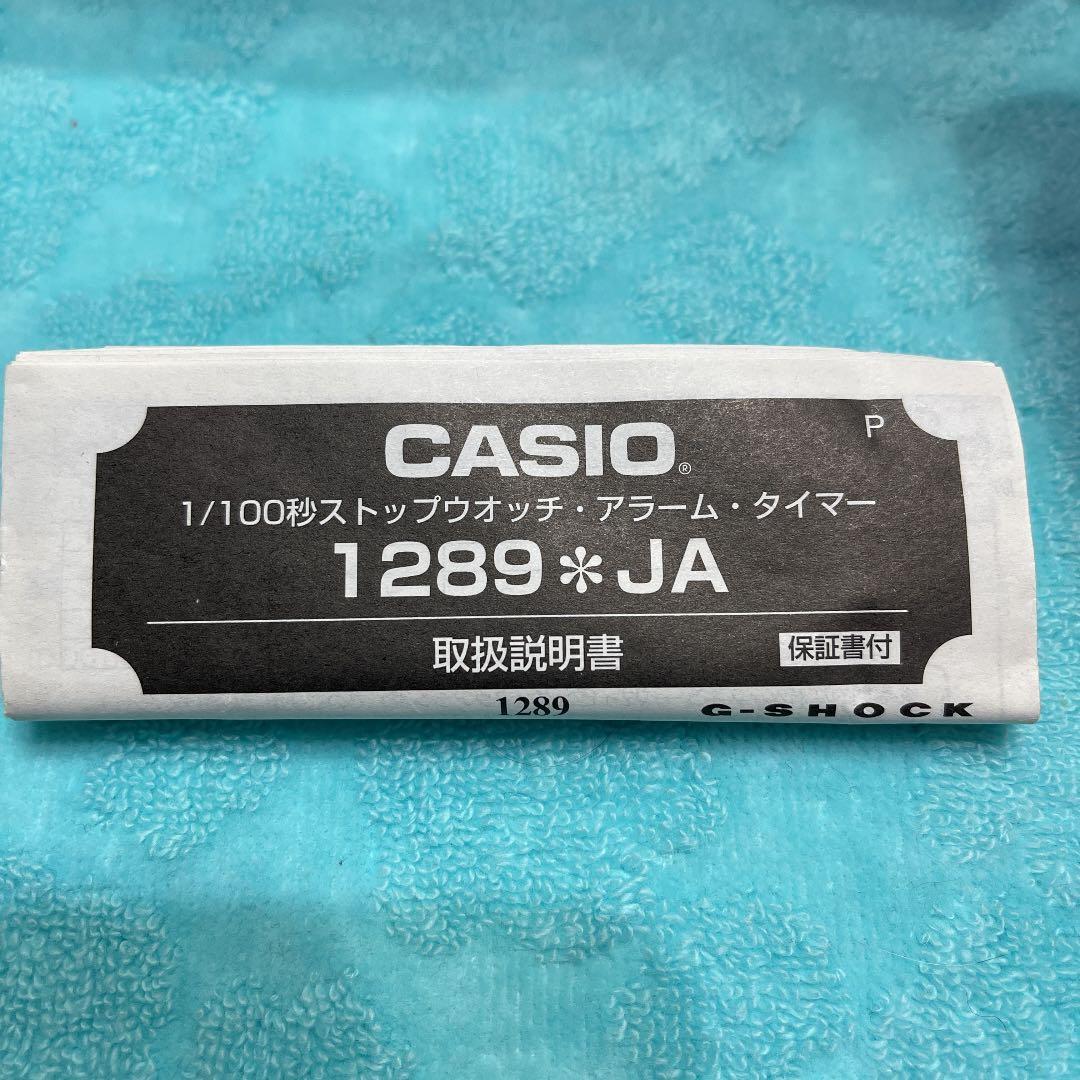 CASIO®
P
1/100秒ストップウオッチ・アラーム・タイマー
1289＊JA
取扱説明書
保証書付
1289
G-SHOCK